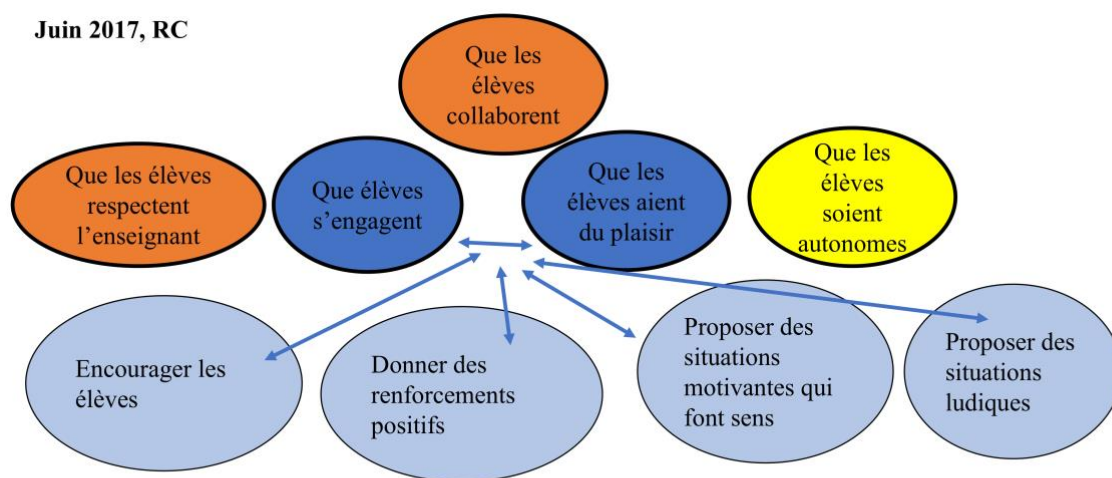 Juin 2017, RC
Que les
élèves
collaborent
Que les élèves
respectent
l'enseignant
Que élèves
s'engagent
Que les
élèves aient
du plaisir
Que les
élèves
soient
autonomes
Encourager les
élèves
Donner des
renforcements
positifs
Proposer des
situations
motivantes qui
font sens
Proposer des
situations
ludiques